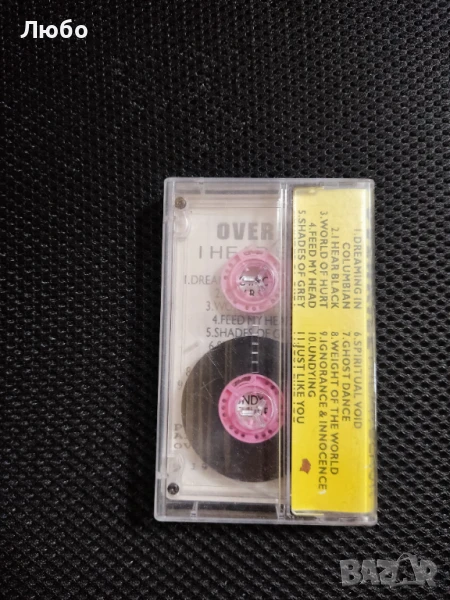 Любо
OVER
I HE
1.DREA
4.FEED MY HEA
5.SHADES OF G
1.DREAMING IN
COLUMBIAN
2.I HEAR BLACK
3.WORLD OF HURT
4.FEED MY HEAD
5.SHADES OF GREY
6.SPIRITUAL VOID
7.GHOST DANCE
8.WEIGHT OF THE WORLD
9.IGNORANCE & INNOCENCE
10.UNDYING
11.JUST LIKE YOU
BAZAR